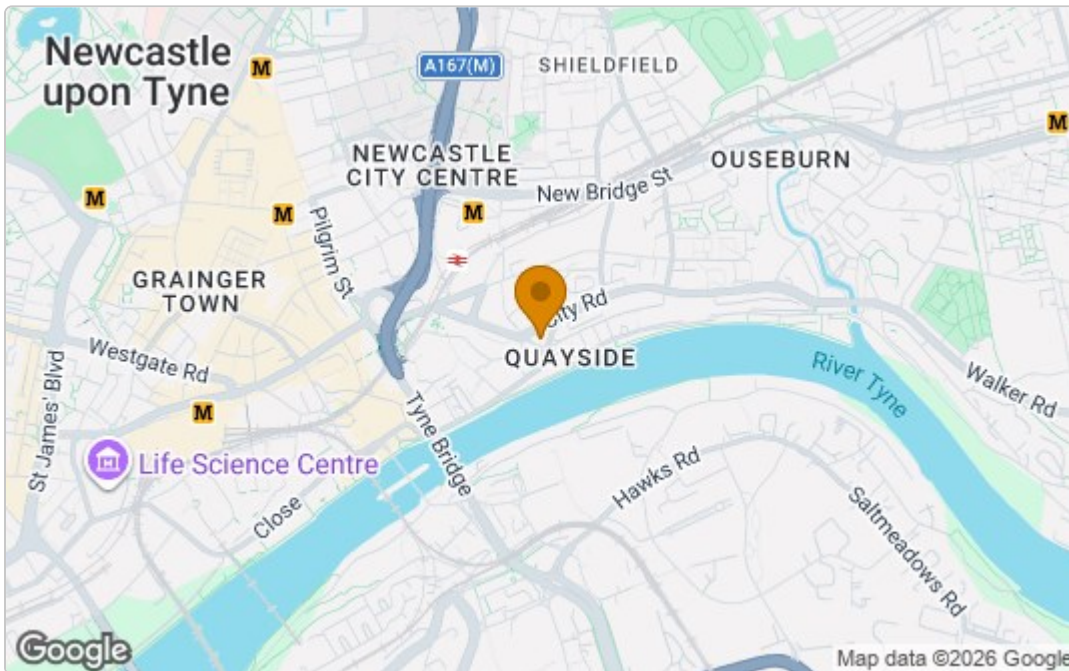 Newcastle
upon Tyne
M
A167(M)
SHIELDFIELD
M
NEWCASTLE
CITY CENTRE
OUSEBURN
New Bridge St
M
M
M
Pilgrim St
GRAINGER
TOWN
City Rd
QUAYSIDE
Westgate Rd
River Tyne
Walker Rd
St James' Blvd
M
Tyne Bridge
Life Science Centre
Hawks Rd
Close
Saltmeadows Rd
Google
Map data ©2026 Google